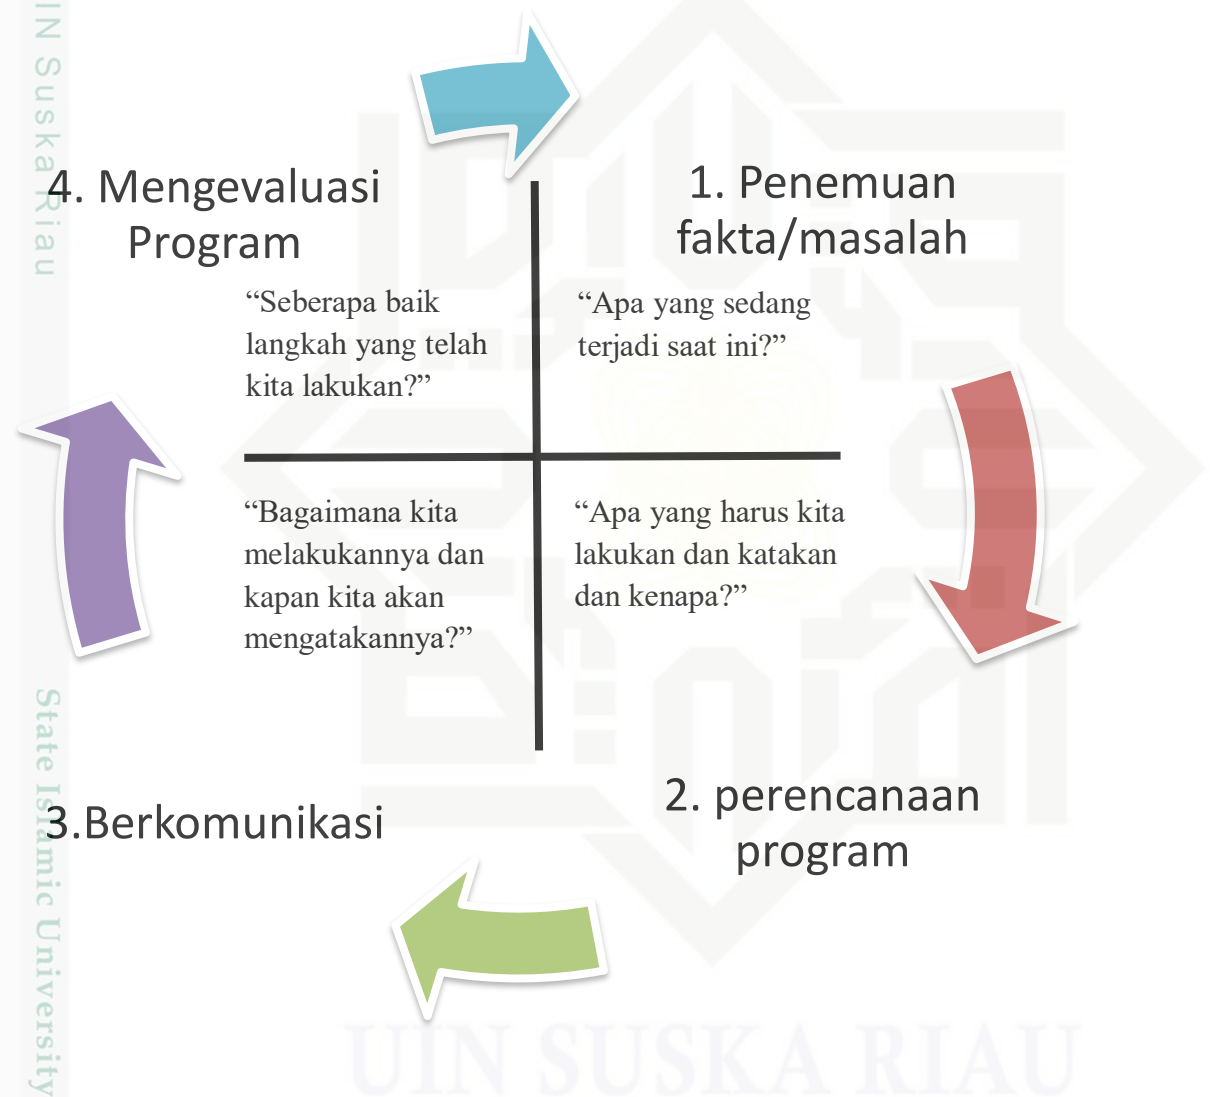 IN Suska Riau
State Islamic University
4. Mengevaluasi
Program
“Seberapa baik
langkah yang telah
kita lakukan?”
1. Penemuan
fakta/masalah
“Apa yang sedang
terjadi saat ini?”
“Bagaimana kita
melakukannya dan
kapan kita akan
mengatakannya?”
“Apa yang harus kita
lakukan dan katakan
dan kenapa?”
3.Berkomunikasi
2. perencanaan
program
UIN SUSKA RIAU